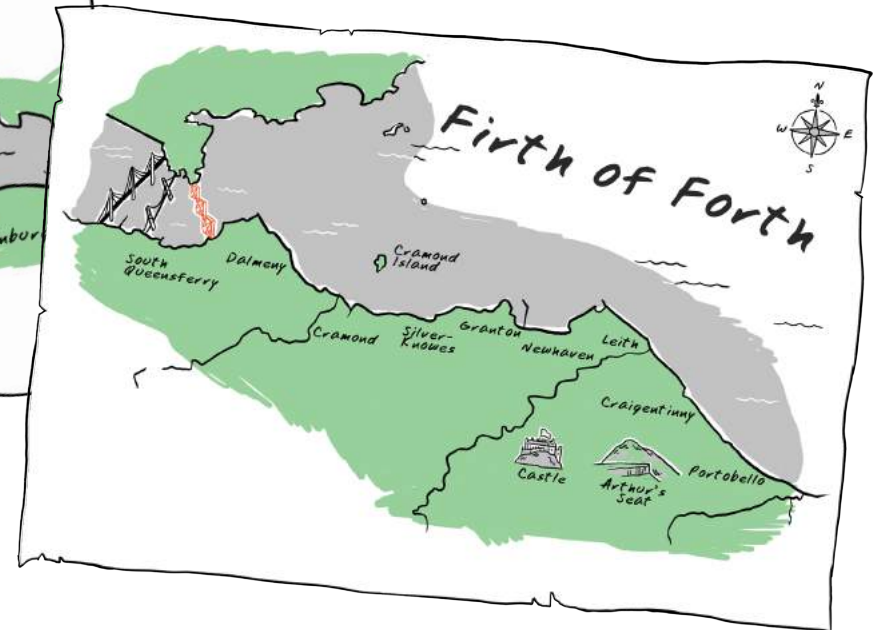 Firth of Forth
N
W
E
S
Cramond
Island
South
Queensferry
Dalmeny
Cramond
Silver-
Knowes
Granton
Newhaven
Leith
Craigentinny
Castle
Arthur's
Seat
Portobello